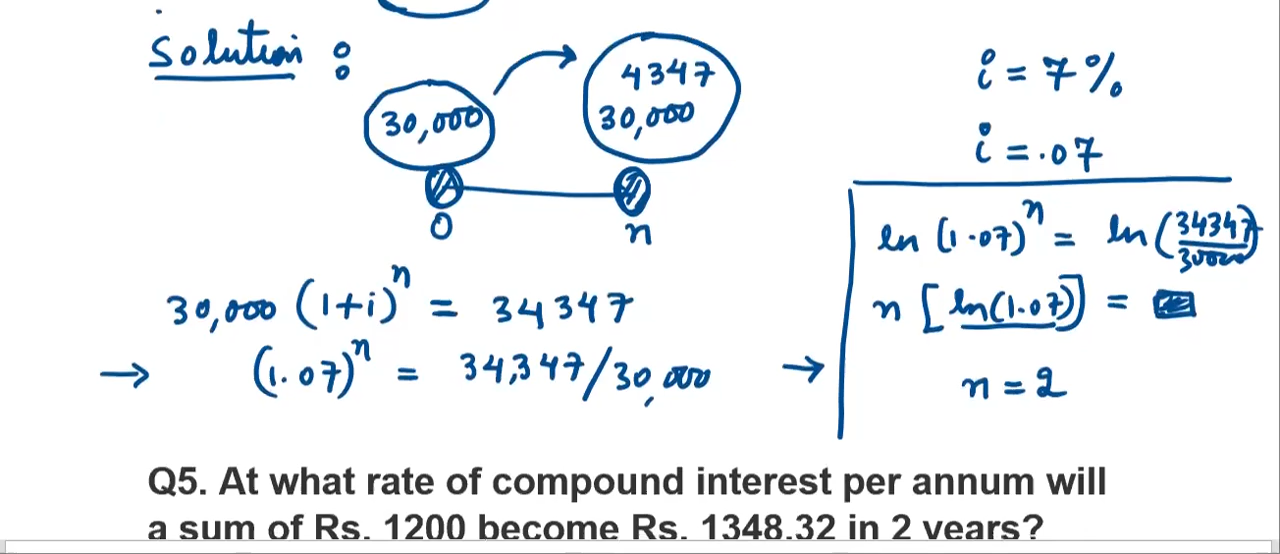 Solution :
30,000
4347
30,000
0
n
30,000 (1+i)^n = 34347
→ (1.07)^n = 34,347/30,000 →
i = 7%
i = .07
ln (1.07)^n = ln (34347/30000)
n [ln(1.07)] =
n = 2
Q5. At what rate of compound interest per annum will
a sum of Rs. 1200 become Rs. 1348.32 in 2 years?